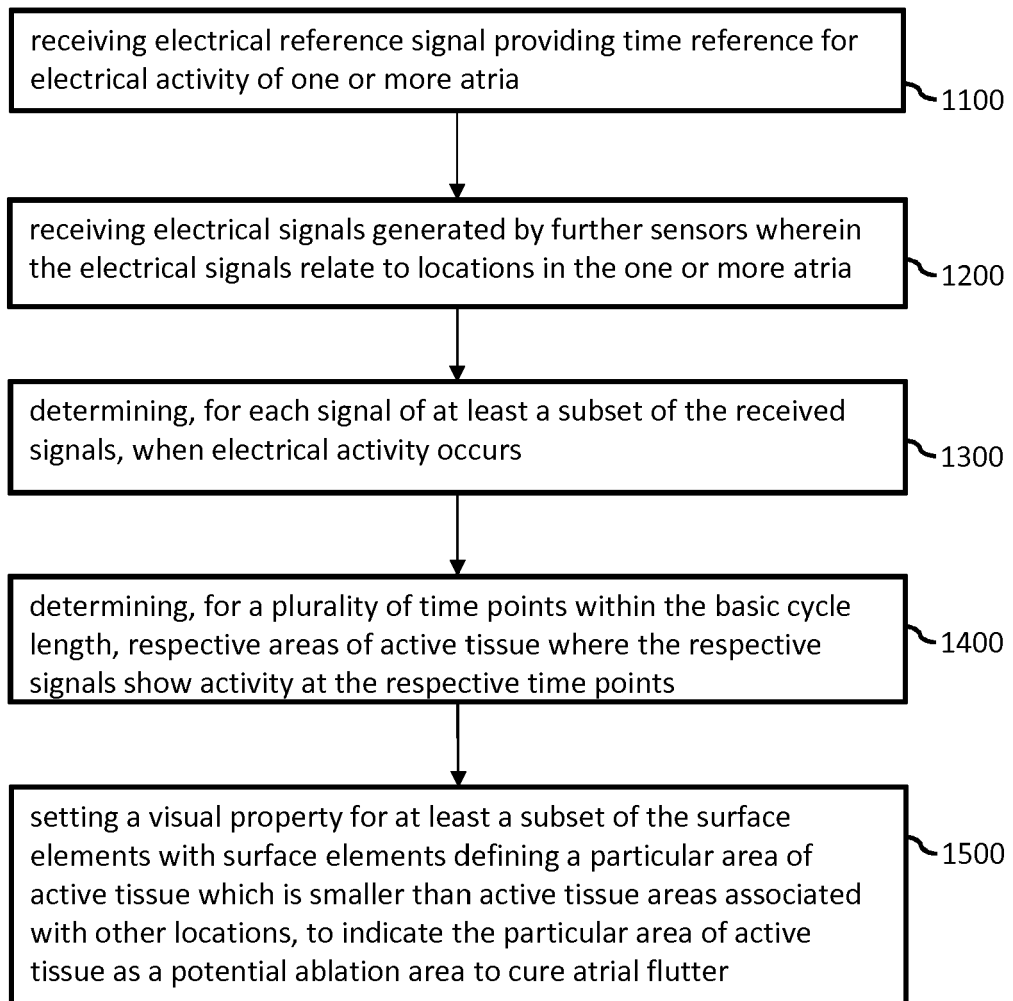 receiving electrical reference signal providing time reference for
electrical activity of one or more atria
1100
receiving electrical signals generated by further sensors wherein
the electrical signals relate to locations in the one or more atria
1200
determining, for each signal of at least a subset of the received
signals, when electrical activity occurs
1300
determining, for a plurality of time points within the basic cycle
length, respective areas of active tissue where the respective
signals show activity at the respective time points
1400
setting a visual property for at least a subset of the surface
elements with surface elements defining a particular area of
active tissue which is smaller than active tissue areas associated
with other locations, to indicate the particular area of active
tissue as a potential ablation area to cure atrial flutter
1500